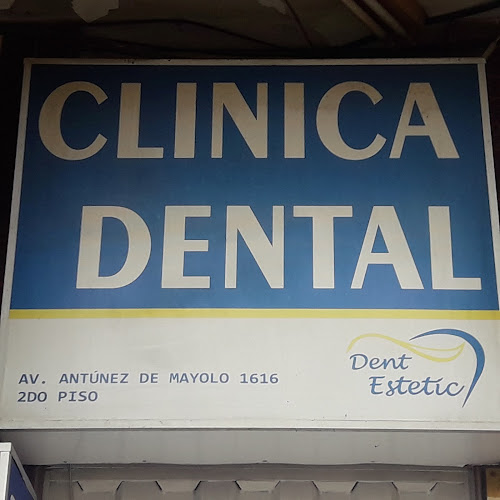 CLINICA
DENTAL
AV. ANTÚNEZ DE MAYOLO 1616
2DO PISO
Dent
Estetic